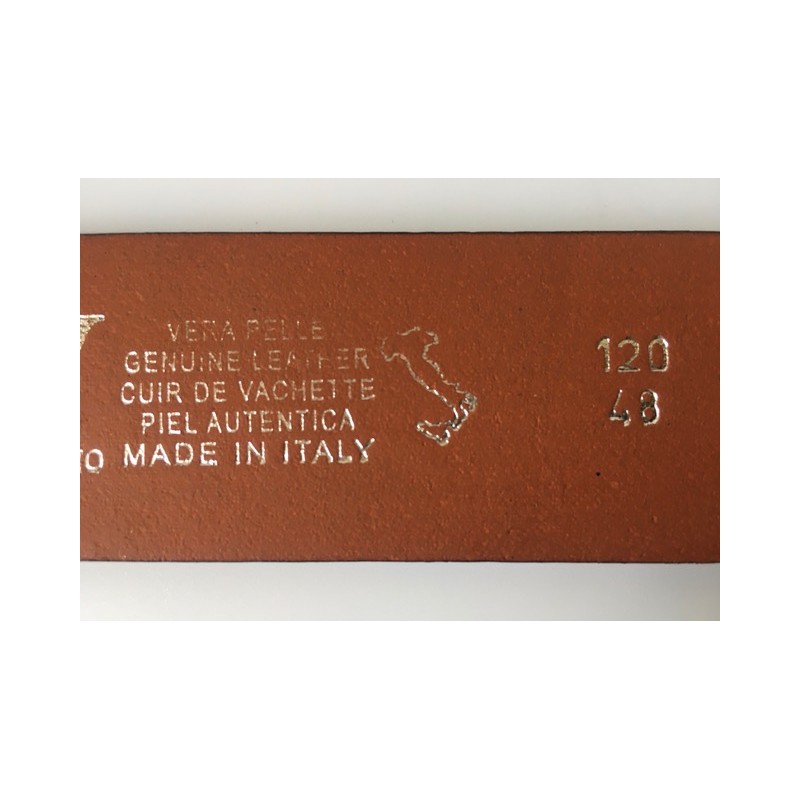 VERA PELLE
GENUINE LEATHER
CUIR DE VACHETTE
PIEL AUTENTICA
MADE IN ITALY
120
48